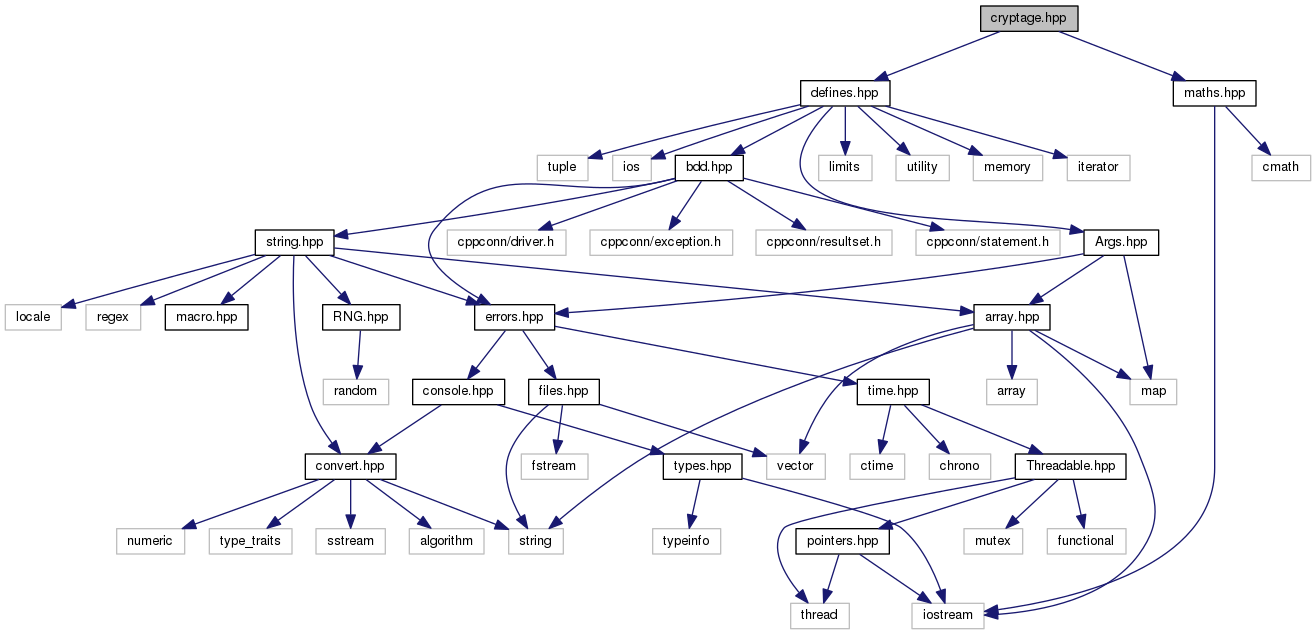 cryptage.hpp
defines.hpp
maths.hpp
tuple
ios
bdd.hpp
limits
utility
memory
iterator
cmath
string.hpp
cppconn/driver.h
cppconn/exception.h
cppconn/resultset.h
cppconn/statement.h
Args.hpp
locale
regex
macro.hpp
RNG.hpp
errors.hpp
array.hpp
random
console.hpp
files.hpp
time.hpp
array
map
convert.hpp
fstream
types.hpp
vector
ctime
chrono
Threadable.hpp
numeric
type_traits
sstream
algorithm
string
typeinfo
pointers.hpp
mutex
functional
thread
iostream